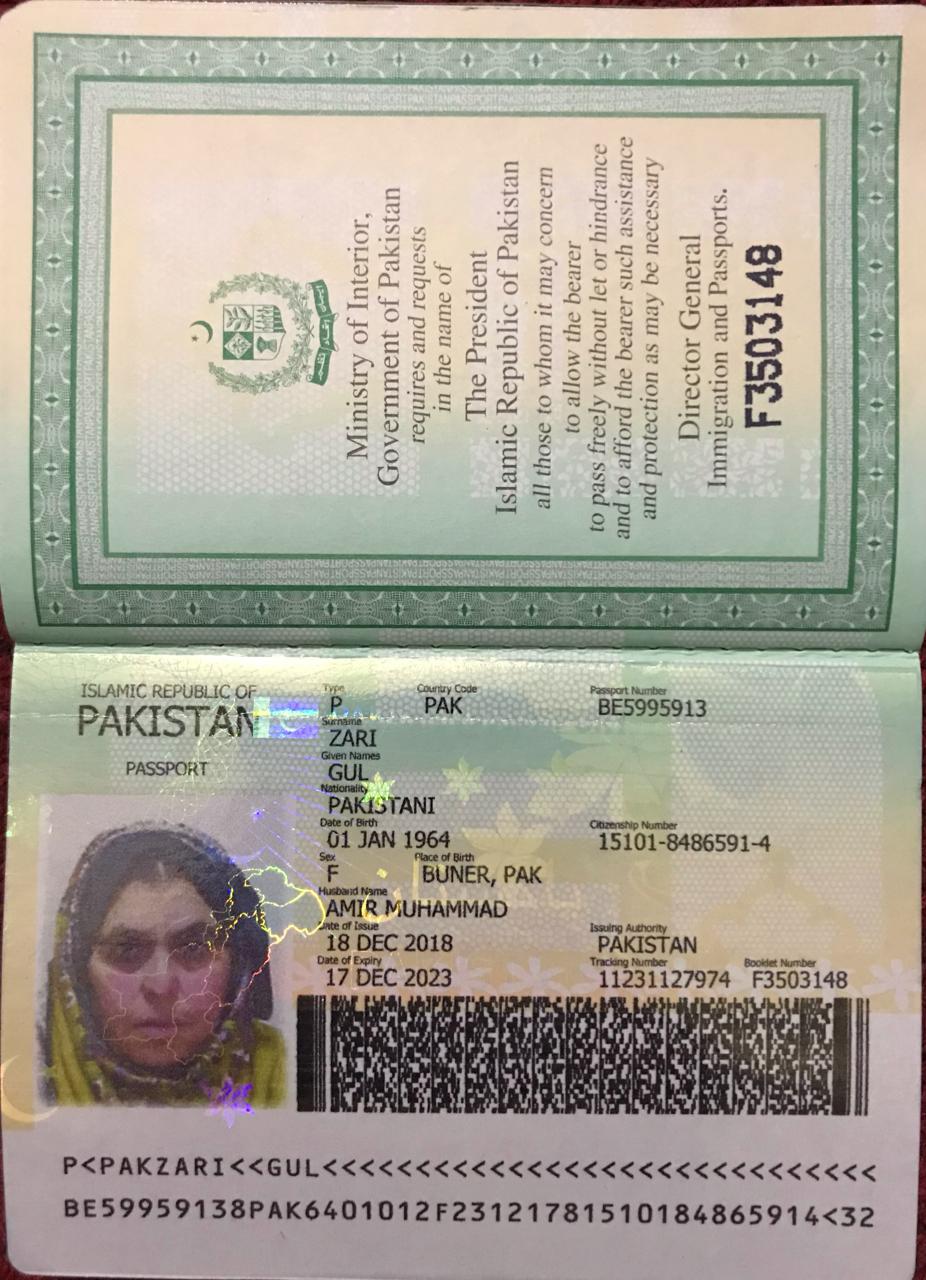 Ministry of Interior,
Government of Pakistan
requires and requests
in the name of
The President
Islamic Republic of Pakistan
all those to whom it may concern
to allow the bearer
to pass freely without let or hindrance
and to afford the bearer such assistance
and protection as may be necessary
Director General
Immigration and Passports.
F3503148
ISLAMIC REPUBLIC OF
PAKISTAN
PASSPORT
Type Country Code Passport Number
P PAK BE5995913
Surname
ZARI
Given Names
GUL
Nationality
PAKISTANI
Date of Birth Citizenship Number
01 JAN 1964 15101-8486591-4
Sex Place of Birth
F BUNER, PAK
Husband Name
AMIR MUHAMMAD
Date of Issue Issuing Authority
18 DEC 2018 PAKISTAN
Date of Expiry Tracking Number Booklet Number
17 DEC 2023 11231127974 F3503148
P<PAKZARI<<GUL<<<<<<<<<<<<<<<<<<<<<<<<<<<<<<
BE59959138PAK6401012F23121781510184865914<32